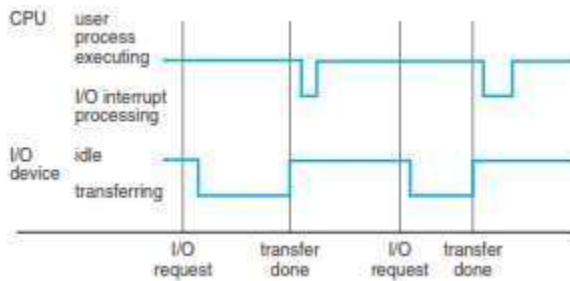 CPU
user
process
executing
I/O interrupt
processing
I/O
device
idle
transferring
I/O
request
transfer
done
I/O
request
transfer
done